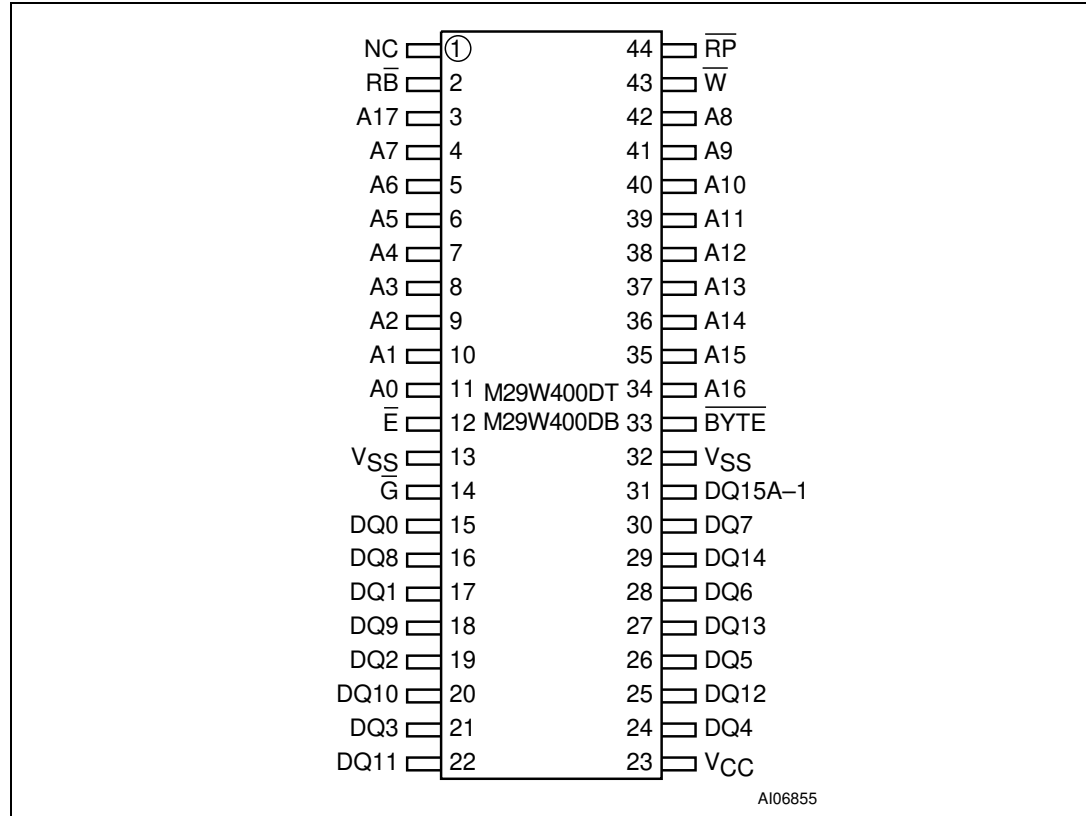 NC 1 44 R̅P̅
RB̅ 2 43 W̅
A17 3 42 A8
A7 4 41 A9
A6 5 40 A10
A5 6 39 A11
A4 7 38 A12
A3 8 37 A13
A2 9 36 A14
A1 10 35 A15
A0 11 M29W400DT 34 A16
E̅ 12 M29W400DB 33 B̅Y̅T̅E̅
VSS 13 32 VSS
G̅ 14 31 DQ15A–1
DQ0 15 30 DQ7
DQ8 16 29 DQ14
DQ1 17 28 DQ6
DQ9 18 27 DQ13
DQ2 19 26 DQ5
DQ10 20 25 DQ12
DQ3 21 24 DQ4
DQ11 22 23 VCC
AI06855